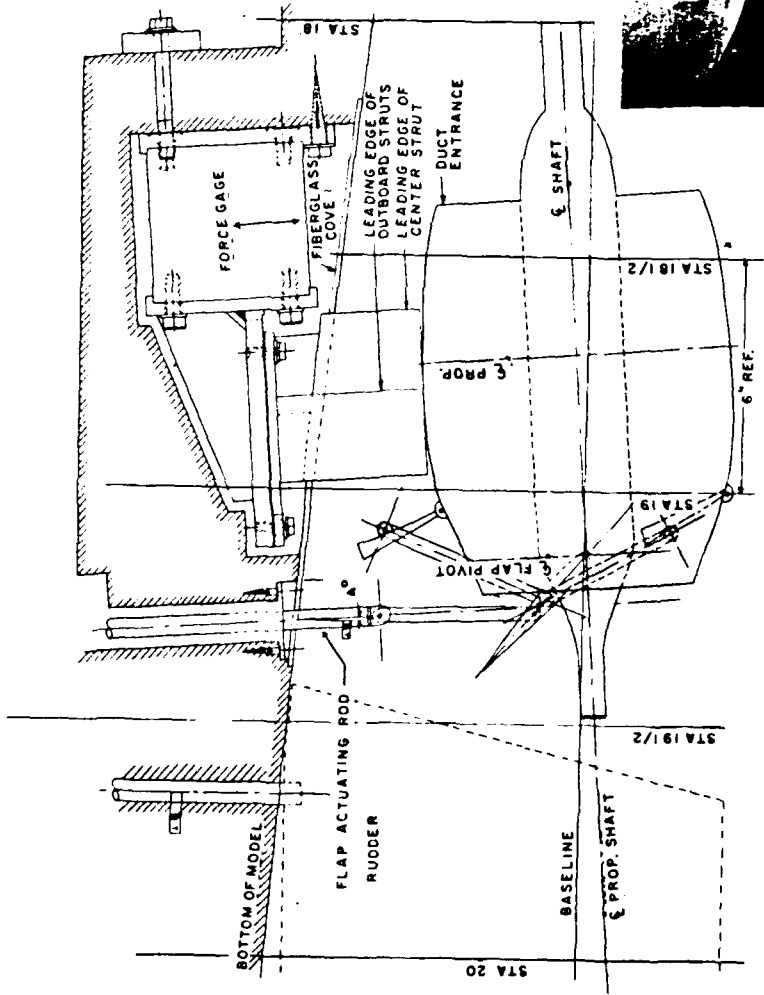 STA 18
FORCE GAGE
FIBERGLASS
COVE
LEADING EDGE OF
OUTBOARD STRUTS
LEADING EDGE OF
CENTER STRUT
DUCT
ENTRANCE
℄ SHAFT
STA 18 1/2
℄ PROP.
6" REF.
STA 19
℄ FLAP PIVOT
4°
FLAP ACTUATING ROD
RUDDER
STA 19 1/2
BOTTOM OF MODEL
BASELINE
℄ PROP. SHAFT
STA 20